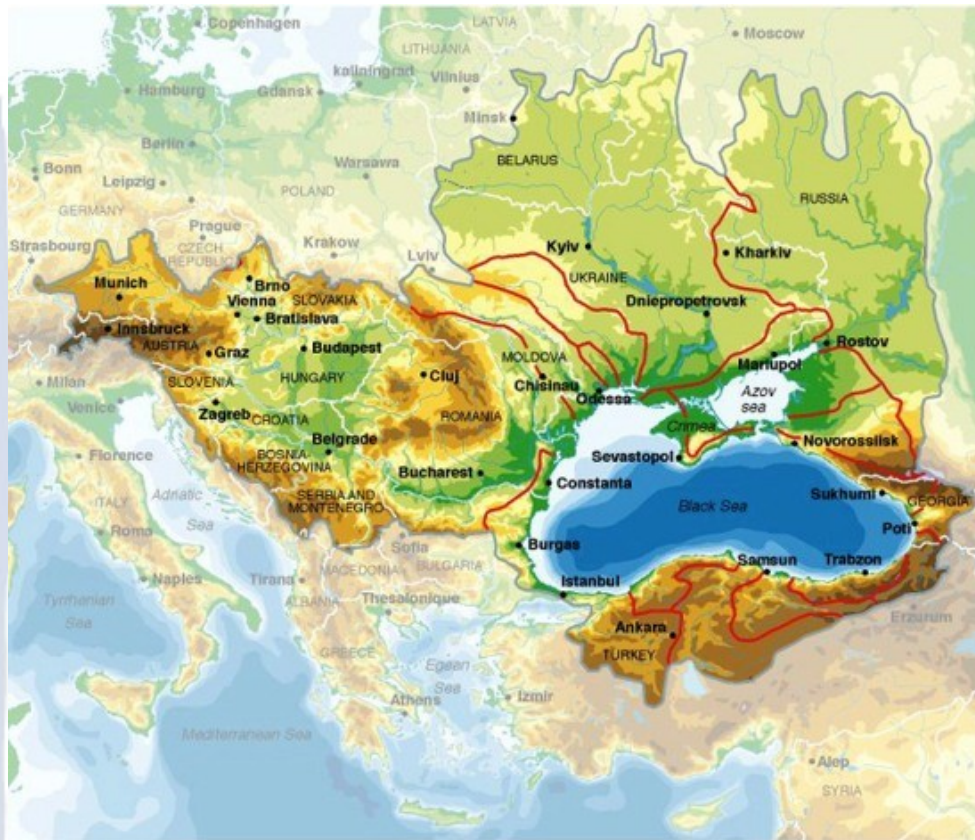 Copenhagen
LATVIA
Moscow
LITHUANIA
kaliningrad
Vilnius
Hamburg
Gdansk
Minsk
Berlin
BELARUS
Bonn
Warsawa
Leipzig
POLAND
RUSSIA
GERMANY
Prague
Strasbourg
CZECH
REPUBLIC
Krakow
Lviv
Kyiv
Kharkiv
UKRAINE
Munich
Brno
Vienna
SLOVAKIA
Dniepropetrovsk
Bratislava
Innsbruck
AUSTRIA
Graz
Budapest
MOLDOVA
Rostov
Mariupol
Milan
SLOVENIA
HUNGARY
Cluj
Chisinau
Odessa
Azov
sea
Venice
Zagreb
CROATIA
ROMANIA
Crimea
Florence
Belgrade
BOSNIA
HERZEGOVINA
Novorossiisk
Sevastopol
Bucharest
ITALY
Adriatic
Sea
SERBIA AND
MONTENEGRO
Constanta
Black Sea
Sukhumi
GEORGIA
Roma
Sofia
Burgas
Poti
BULGARIA
MACEDONIA
Naples
Tirana
Istanbul
Samsun
Trabzon
ALBANIA
Tyrrhenian
Sea
Thesalonique
Erzurum
Ankara
TURKEY
GREECE
Egean
Sea
Izmir
Athens
Mediterranean Sea
Alep
SYRIA